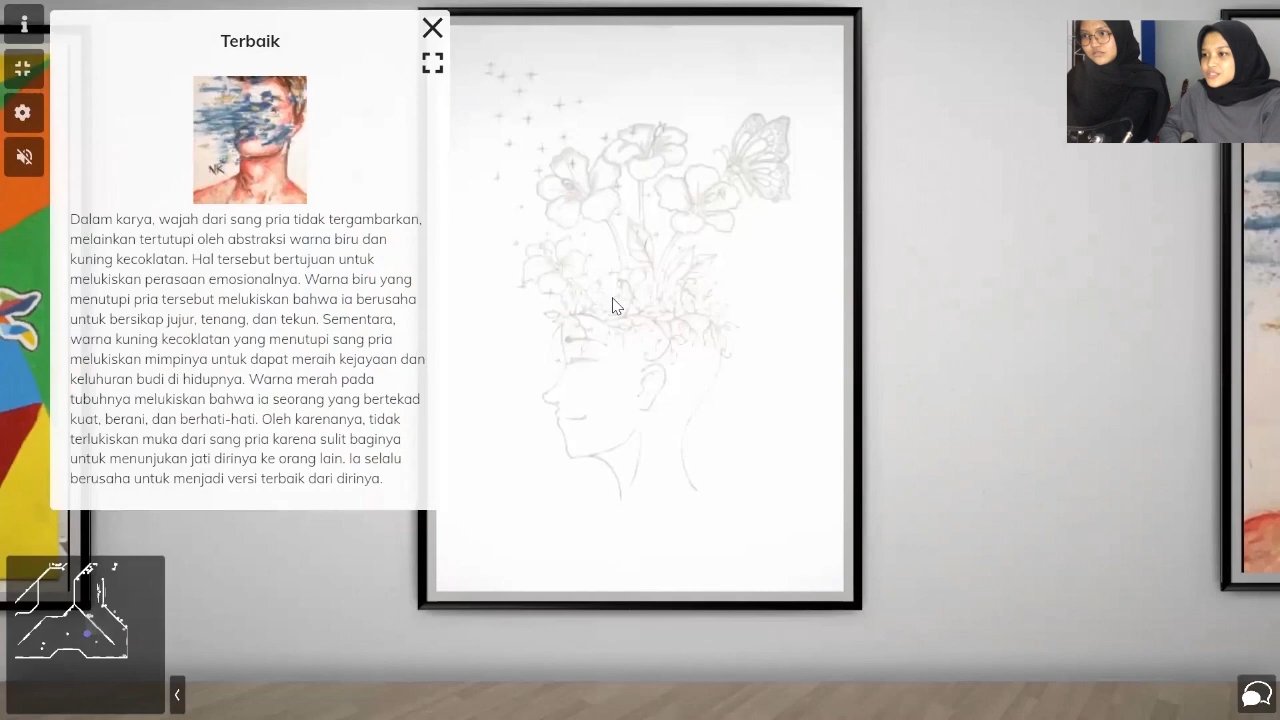 Terbaik
NK
Dalam karya, wajah dari sang pria tidak tergambarkan,
melainkan tertutupi oleh abstraksi warna biru dan
kuning kecoklatan. Hal tersebut bertujuan untuk
melukiskan perasaan emosionalnya. Warna biru yang
menutupi pria tersebut melukiskan bahwa ia berusaha
untuk bersikap jujur, tenang, dan tekun. Sementara,
warna kuning kecoklatan yang menutupi sang pria
melukiskan mimpinya untuk dapat meraih kejayaan dan
keluhuran budi di hidupnya. Warna merah pada
tubuhnya melukiskan bahwa ia seorang yang bertekad
kuat, berani, dan berhati-hati. Oleh karenanya, tidak
terlukiskan muka dari sang pria karena sulit baginya
untuk menunjukan jati dirinya ke orang lain. Ia selalu
berusaha untuk menjadi versi terbaik dari dirinya.